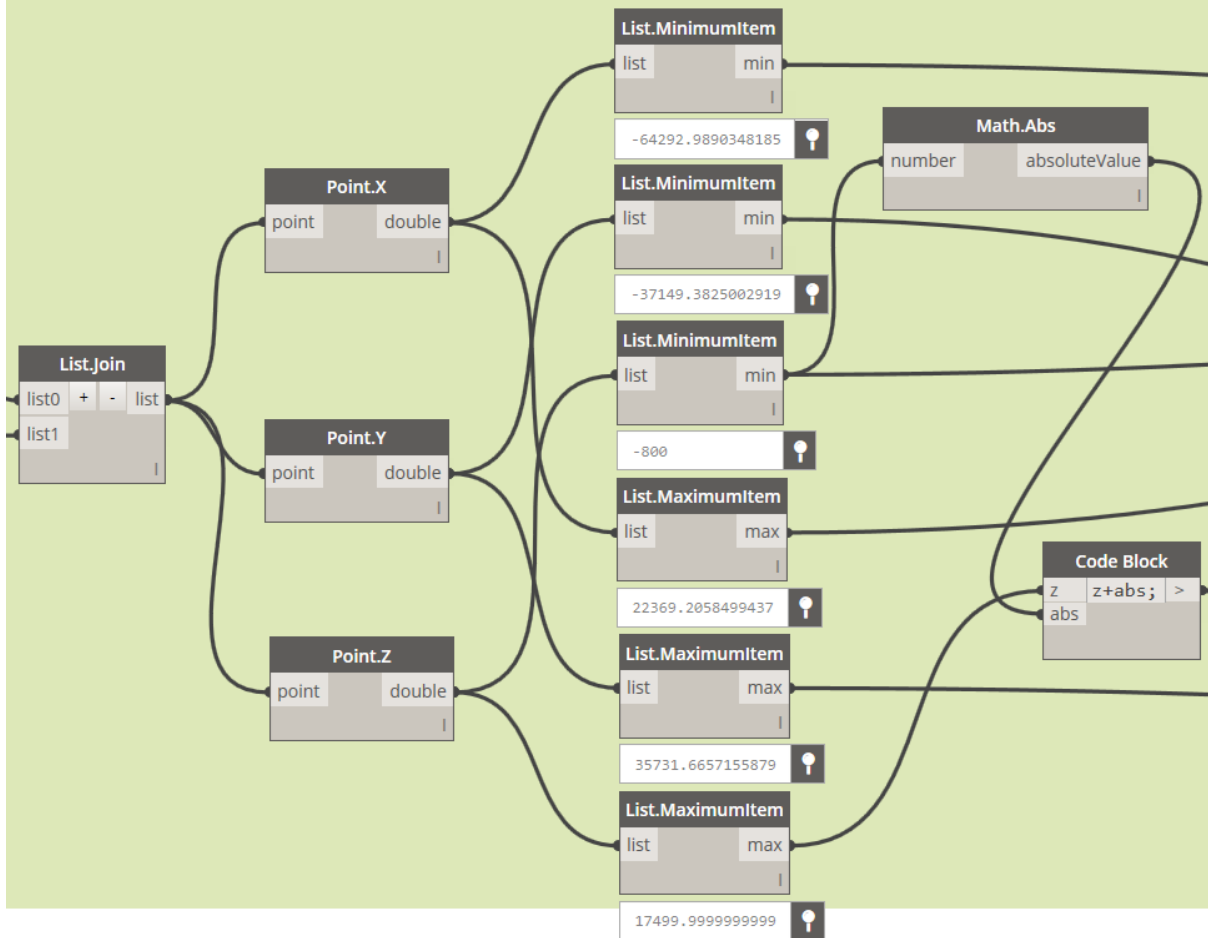 List.MinimumItem
list min
l
-64292.9890348185
Math.Abs
number absoluteValue
l
Point.X
point double
l
List.MinimumItem
list min
l
-37149.3825002919
List.MinimumItem
list min
l
-800
List.Join
list0 + - list
list1
l
Point.Y
point double
l
List.MaximumItem
list max
l
22369.2058499437
Code Block
z z+abs; >
abs
Point.Z
point double
l
List.MaximumItem
list max
l
35731.6657155879
List.MaximumItem
list max
l
17499.9999999999